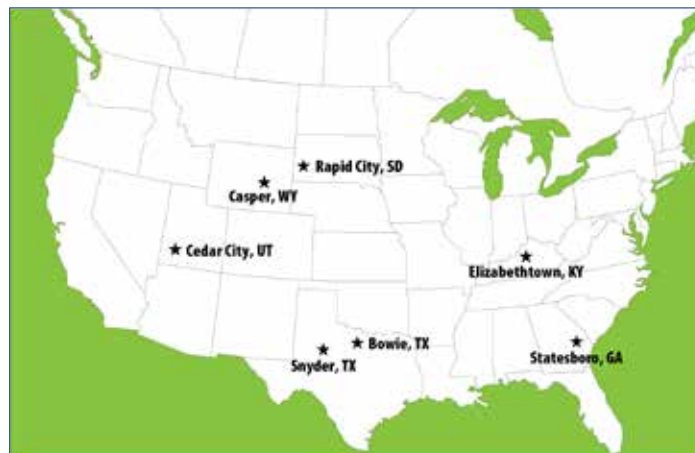 Rapid City, SD
Casper, WY
Cedar City, UT
Elizabethtown, KY
Bowie, TX
Snyder, TX
Statesboro, GA